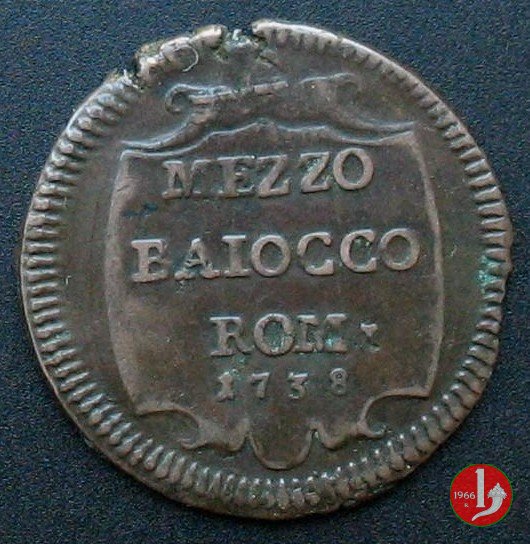 MEZZO
BAIOCCO
ROM·
1738
1966
R